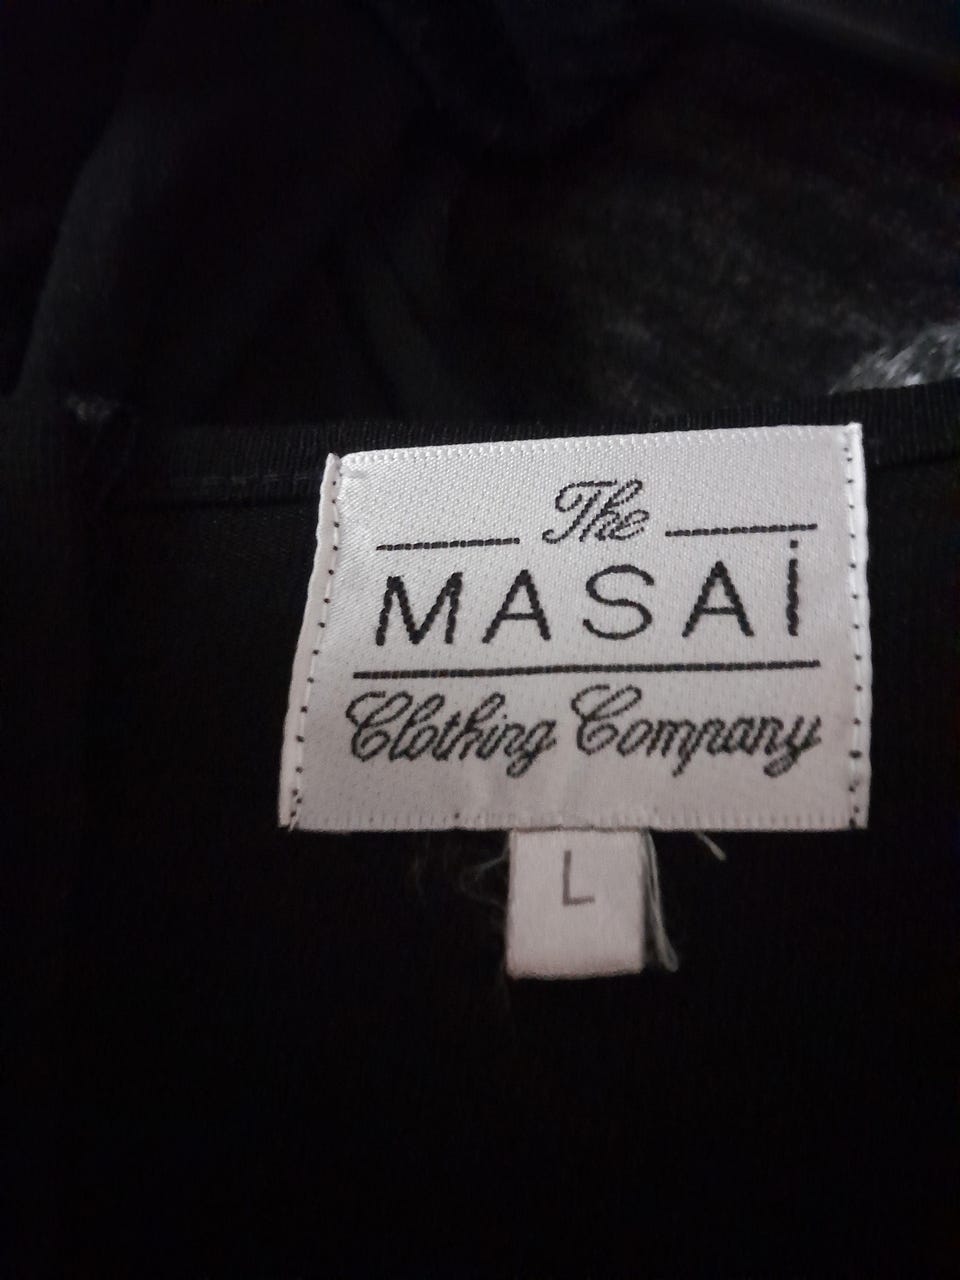 The
MASAİ
Clothing Company
L